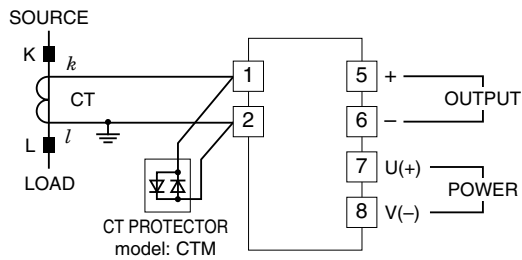 SOURCE
K
k
CT
L
l
LOAD
1
2
CT PROTECTOR
model: CTM
5 +
6 –
OUTPUT
7 U(+)
8 V(–)
POWER